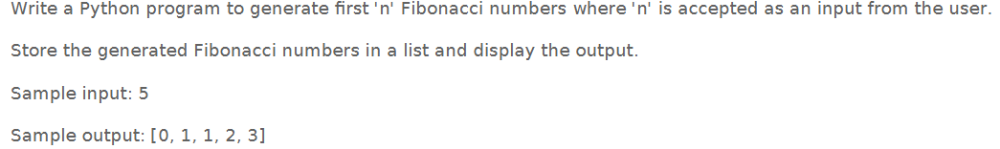 Write a Python program to generate first 'n' Fibonacci numbers where 'n' is accepted as an input from the user.
Store the generated Fibonacci numbers in a list and display the output.
Sample input: 5
Sample output: [0, 1, 1, 2, 3]